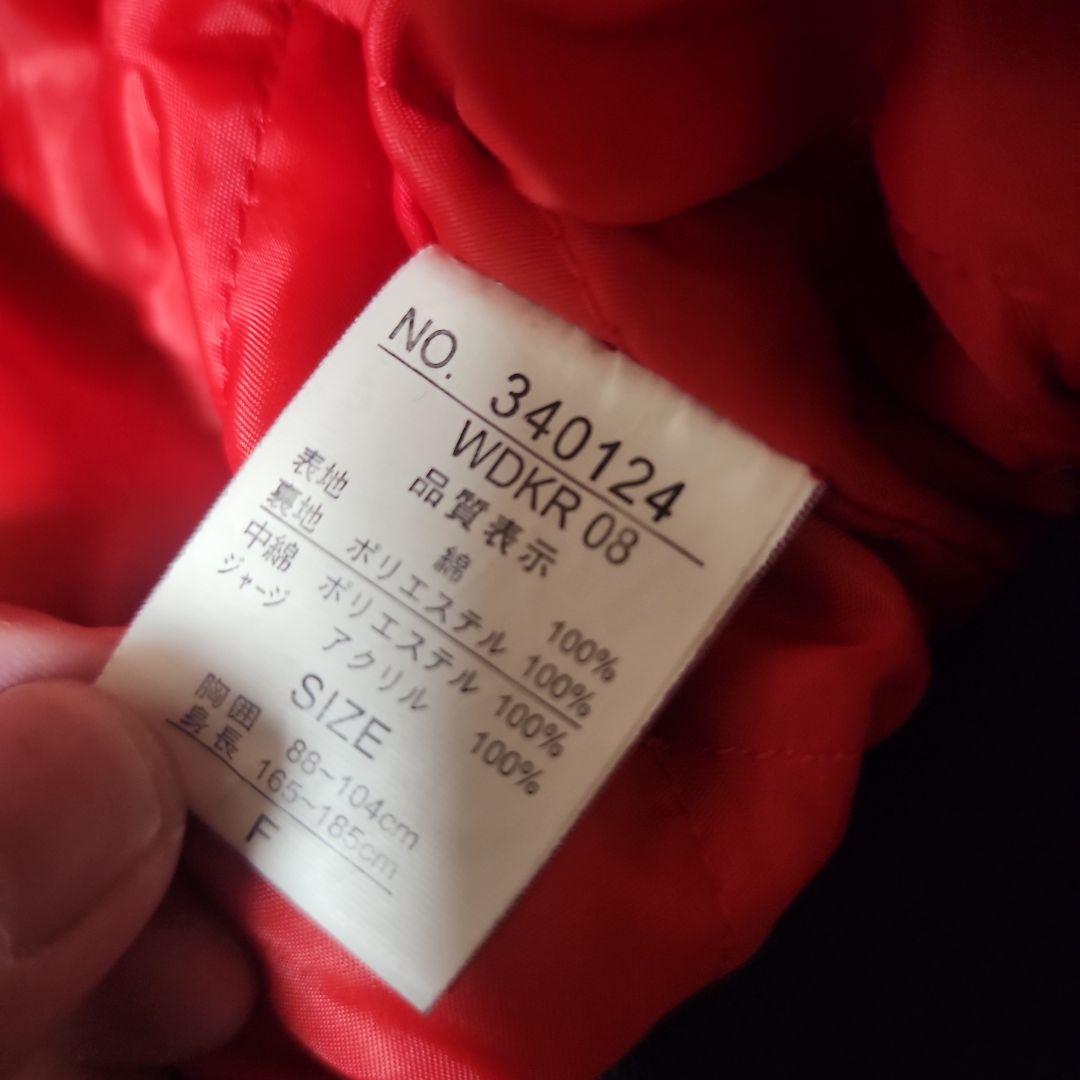 NO. 340124
WDKR 08
品質表示
表地 綿 100%
裏地 ポリエステル 100%
中綿 ポリエステル 100%
ジャージ アクリル 100%
SIZE
胸囲 88~104cm
身長 165~185cm
F